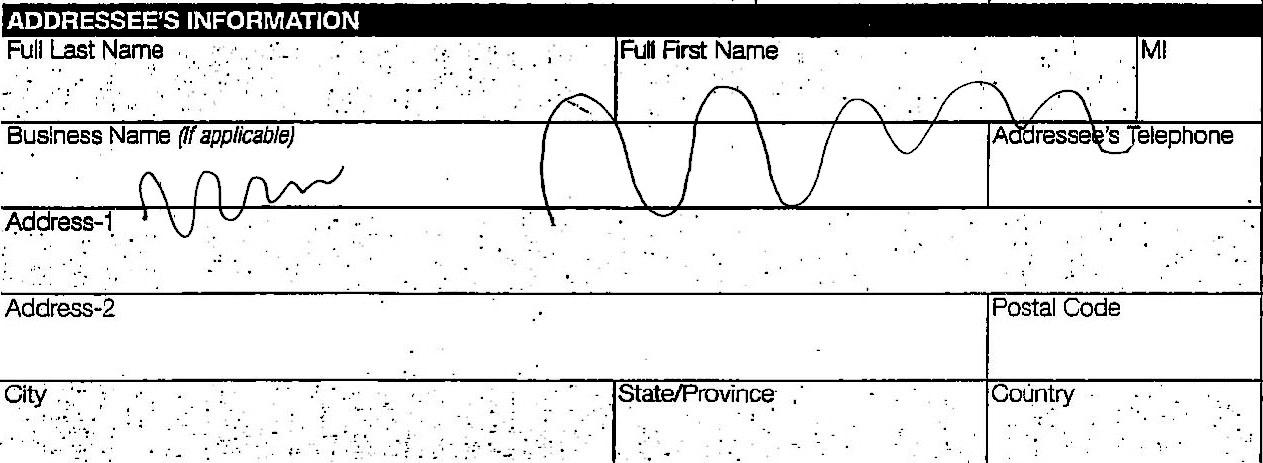 ADDRESSEE'S INFORMATION
Full Last Name Full First Name MI
Business Name (If applicable) Addressee's Telephone
Address-1
Address-2 Postal Code
City State/Province Country